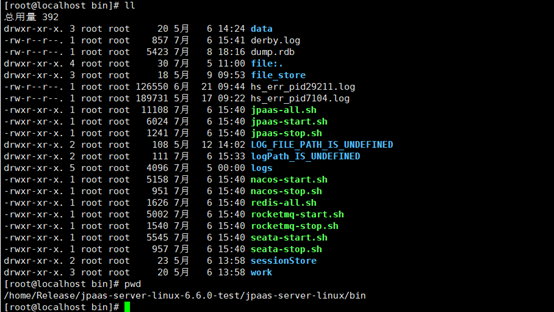 [root@localhost bin]# ll
总用量 392
drwxr-xr-x. 3 root root     20 5月   6 14:24 data
-rw-r--r--. 1 root root    857 7月   6 15:41 derby.log
-rw-r--r--. 1 root root   5423 7月   8 18:16 dump.rdb
drwxr-xr-x. 4 root root     30 7月   5 11:00 file:.
drwxr-xr-x. 3 root root     18 5月   9 09:53 file_store
-rw-r--r--. 1 root root 126550 6月  21 09:44 hs_err_pid29211.log
-rw-r--r--. 1 root root 189731 5月  17 09:22 hs_err_pid7104.log
-rwxr-xr-x. 1 root root  11108 7月   6 15:40 jpaas-all.sh
-rwxr-xr-x. 1 root root   6024 7月   6 15:40 jpaas-start.sh
-rwxr-xr-x. 1 root root   1241 7月   6 15:40 jpaas-stop.sh
drwxr-xr-x. 2 root root    108 5月  12 14:02 LOG_FILE_PATH_IS_UNDEFINED
drwxr-xr-x. 2 root root    111 7月   6 15:33 logPath_IS_UNDEFINED
drwxr-xr-x. 5 root root   4096 7月   5 00:00 logs
-rwxr-xr-x. 1 root root   5158 7月   6 15:40 nacos-start.sh
-rwxr-xr-x. 1 root root    951 7月   6 15:40 nacos-stop.sh
-rwxr-xr-x. 1 root root   1626 7月   6 15:40 redis-all.sh
-rwxr-xr-x. 1 root root   5002 7月   6 15:40 rocketmq-start.sh
-rwxr-xr-x. 1 root root   1540 7月   6 15:40 rocketmq-stop.sh
-rwxr-xr-x. 1 root root   5545 7月   6 15:40 seata-start.sh
-rwxr-xr-x. 1 root root    957 7月   6 15:40 seata-stop.sh
drwxr-xr-x. 2 root root     23 5月   6 13:58 sessionStore
drwxr-xr-x. 3 root root     20 5月   6 13:58 work
[root@localhost bin]# pwd
/home/Release/jpaas-server-linux-6.6.0-test/jpaas-server-linux/bin
[root@localhost bin]#